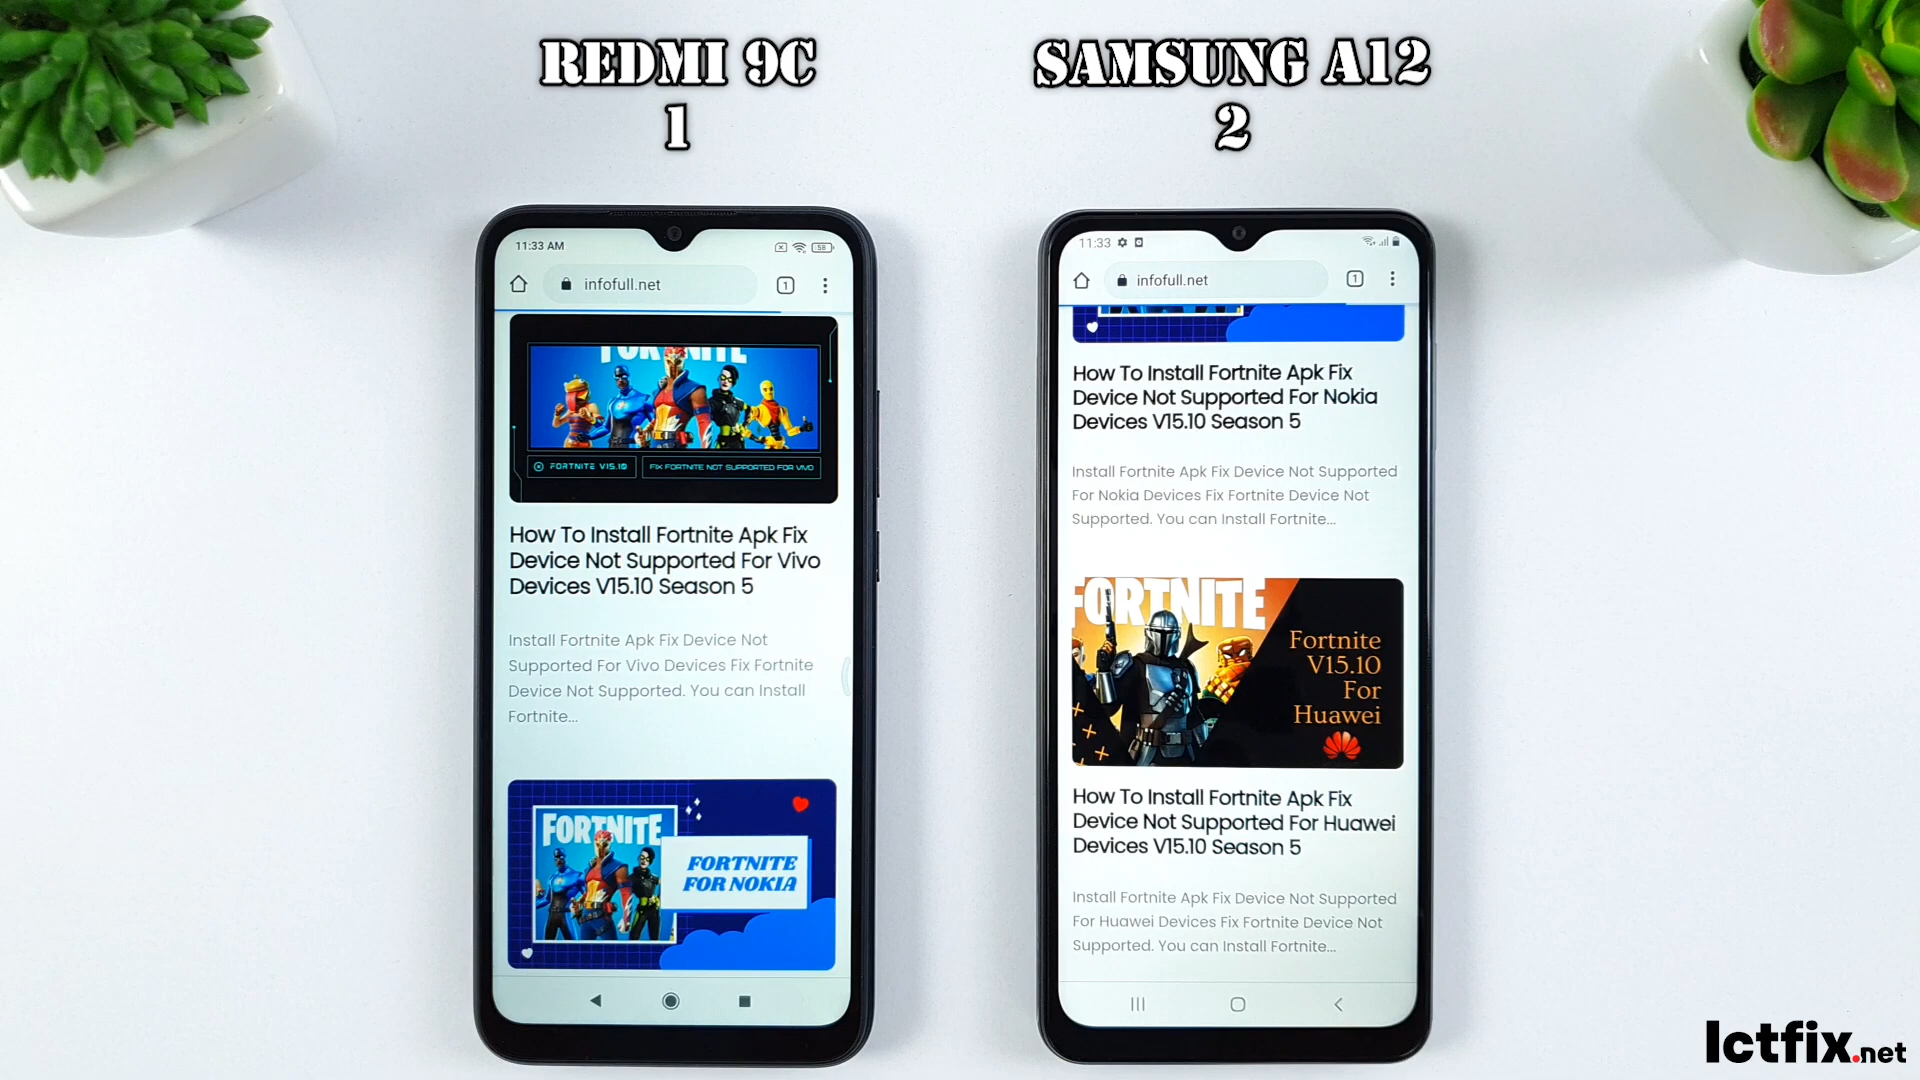 REDMI 9C
1
SAMSUNG A12
2
11:33 AM
58
infofull.net
1
FORTNITE
FORTNITE V15.10
FIX FORTNITE NOT SUPPORTED FOR VIVO
How To Install Fortnite Apk Fix
Device Not Supported For Vivo
Devices V15.10 Season 5
Install Fortnite Apk Fix Device Not
Supported For Vivo Devices Fix Fortnite
Device Not Supported. You can Install
Fortnite...
FORTNITE
FORTNITE
FOR NOKIA
11:33
infofull.net
1
How To Install Fortnite Apk Fix
Device Not Supported For Nokia
Devices V15.10 Season 5
Install Fortnite Apk Fix Device Not Supported
For Nokia Devices Fix Fortnite Device Not
Supported. You can Install Fortnite...
FORTNITE
Fortnite
V15.10
For
Huawei
How To Install Fortnite Apk Fix
Device Not Supported For Huawei
Devices V15.10 Season 5
Install Fortnite Apk Fix Device Not Supported
For Huawei Devices Fix Fortnite Device Not
Supported. You can Install Fortnite...
Ictfix.net